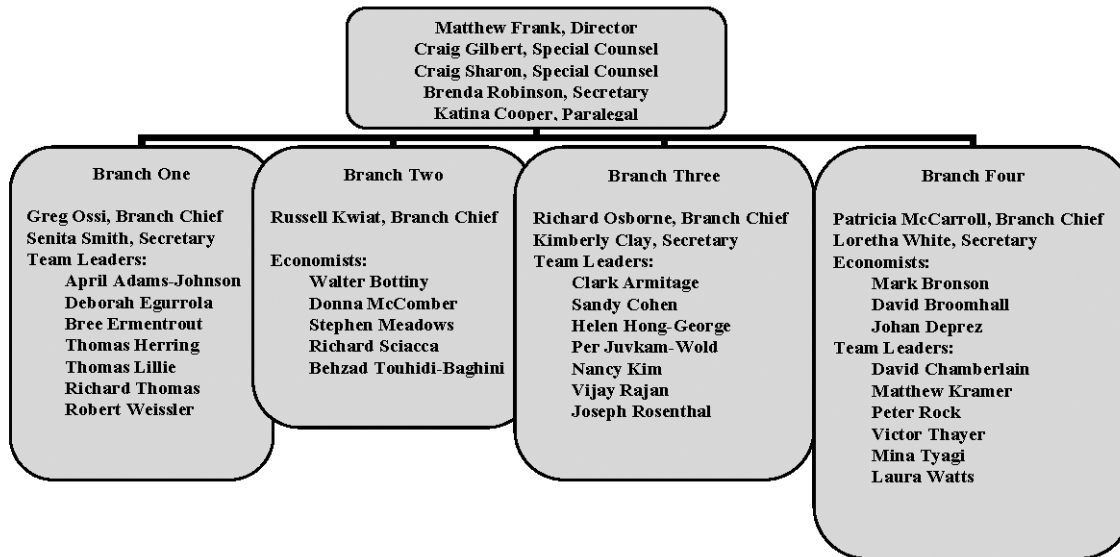 Matthew Frank, Director
Craig Gilbert, Special Counsel
Craig Sharon, Special Counsel
Brenda Robinson, Secretary
Katina Cooper, Paralegal
Branch One
Greg Ossi, Branch Chief
Senita Smith, Secretary
Team Leaders:
April Adams-Johnson
Deborah Egurrola
Bree Ermentrout
Thomas Herring
Thomas Lillie
Richard Thomas
Robert Weissler
Branch Two
Russell Kwiat, Branch Chief
Economists:
Walter Bottiny
Donna McComber
Stephen Meadows
Richard Sciacca
Behzad Touhidi-Baghini
Branch Three
Richard Osborne, Branch Chief
Kimberly Clay, Secretary
Team Leaders:
Clark Armitage
Sandy Cohen
Helen Hong-George
Per Juvkam-Wold
Nancy Kim
Vijay Rajan
Joseph Rosenthal
Branch Four
Patricia McCarroll, Branch Chief
Loretha White, Secretary
Economists:
Mark Bronson
David Broomhall
Johan Deprez
Team Leaders:
David Chamberlain
Matthew Kramer
Peter Rock
Victor Thayer
Mina Tyagi
Laura Watts